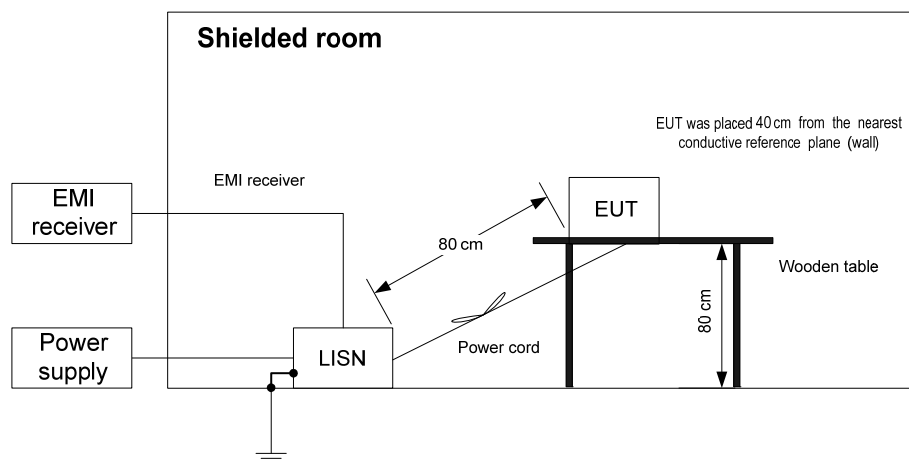 Shielded room
EUT was placed 40 cm from the nearest
conductive reference plane (wall)
EMI receiver
EMI
receiver
EUT
80 cm
Wooden table
80 cm
Power cord
LISN
Power
supply